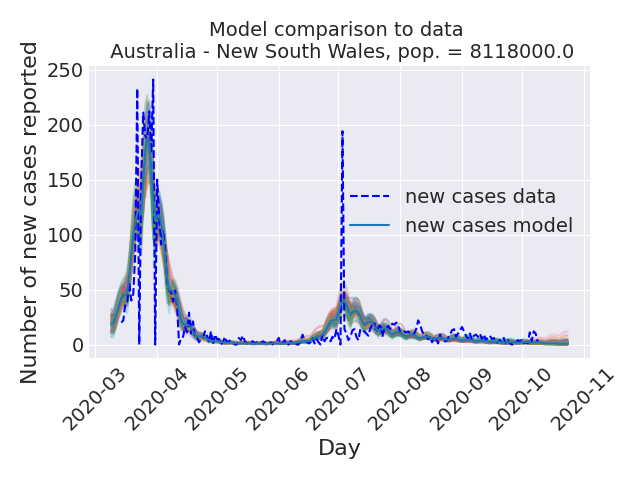 Model comparison to data
Australia - New South Wales, pop. = 8118000.0
Number of new cases reported
250
200
150
100
50
0
new cases data
new cases model
2020-03
2020-04
2020-05
2020-06
2020-07
2020-08
2020-09
2020-10
2020-11
Day